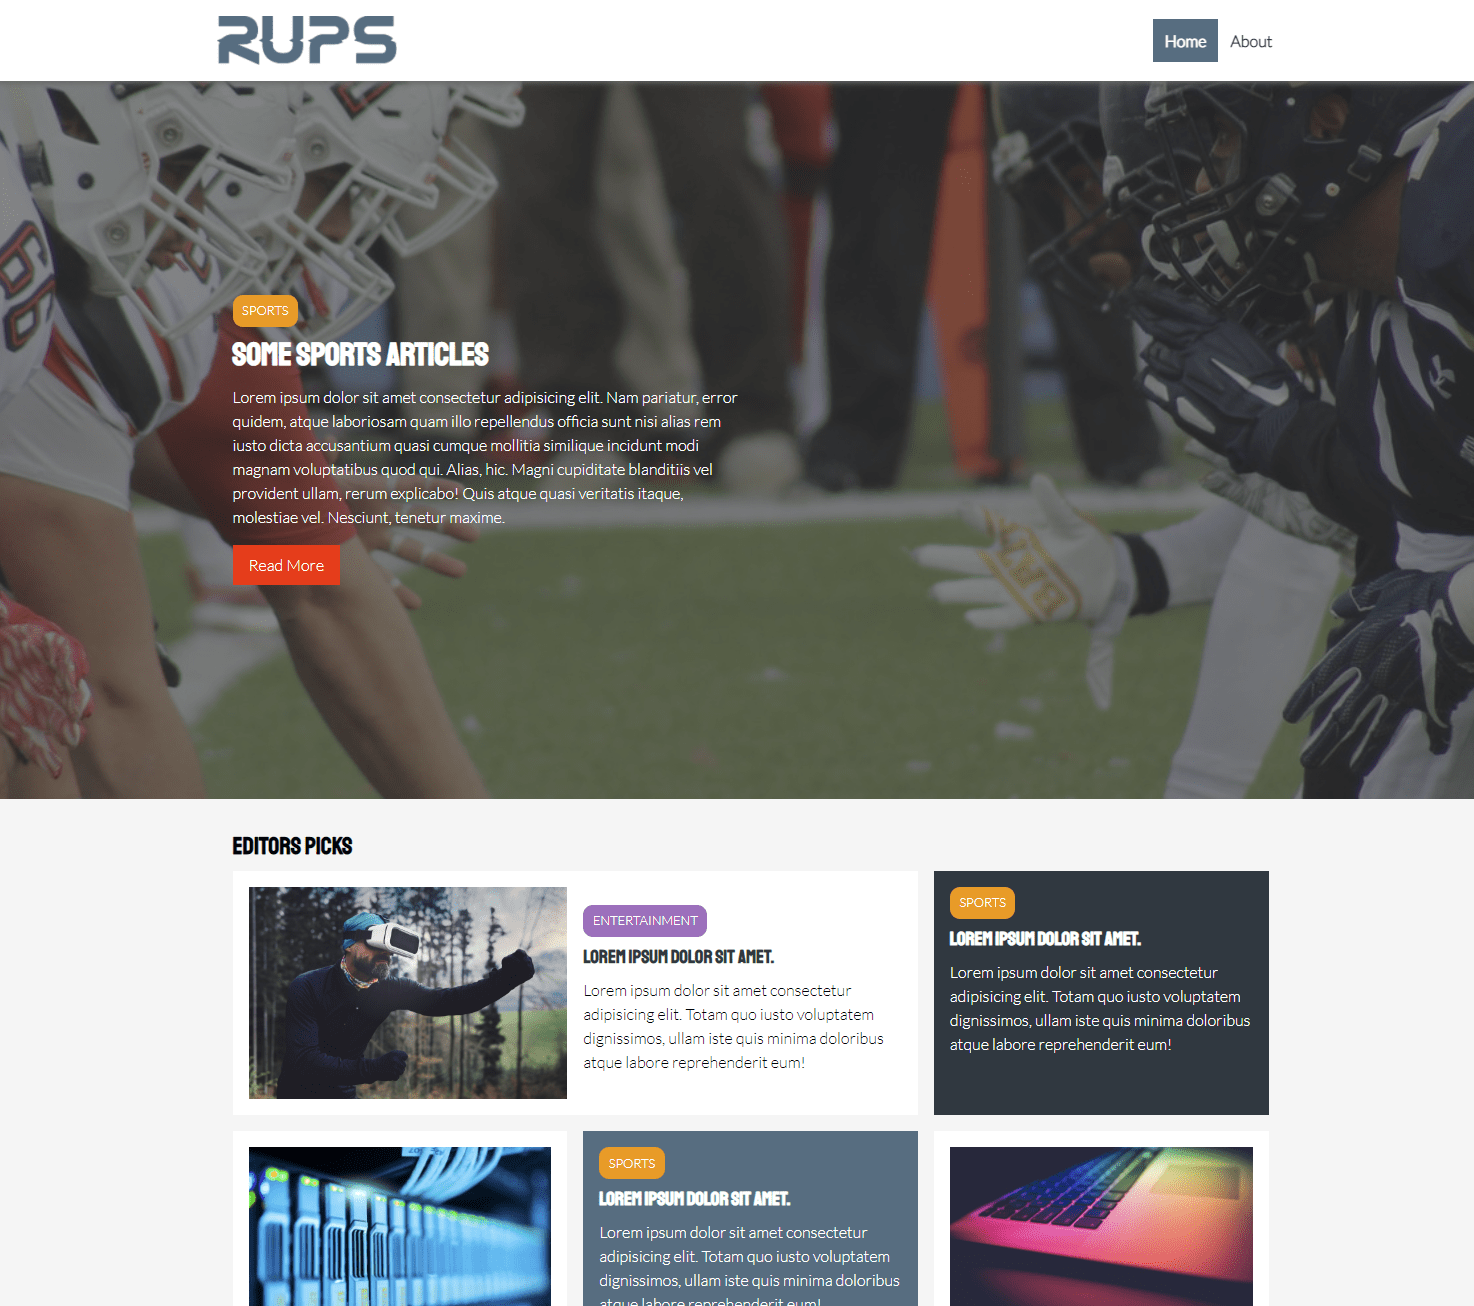 RUPS
Home
About
SPORTS
SOME SPORTS ARTICLES
Lorem ipsum dolor sit amet consectetur adipisicing elit. Nam pariatur, error
quidem, atque laboriosam quam illo repellendus officia sunt nisi alias rem
iusto dicta accusantium quasi cumque mollitia similique incidunt modi
magnam voluptatibus quod qui. Alias, hic. Magni cupiditate blanditiis vel
provident ullam, rerum explicabo! Quis atque quasi veritatis itaque,
molestiae vel. Nesciunt, tenetur maxime.
Read More
EDITORS PICKS
ENTERTAINMENT
LOREM IPSUM DOLOR SIT AMET.
Lorem ipsum dolor sit amet consectetur
adipisicing elit. Totam quo iusto voluptatem
dignissimos, ullam iste quis minima doloribus
atque labore reprehenderit eum!
SPORTS
LOREM IPSUM DOLOR SIT AMET.
Lorem ipsum dolor sit amet consectetur
adipisicing elit. Totam quo iusto voluptatem
dignissimos, ullam iste quis minima doloribus
atque labore reprehenderit eum!
SPORTS
LOREM IPSUM DOLOR SIT AMET.
Lorem ipsum dolor sit amet consectetur
adipisicing elit. Totam quo iusto voluptatem
dignissimos, ullam iste quis minima doloribus
atque labore reprehenderit eum!